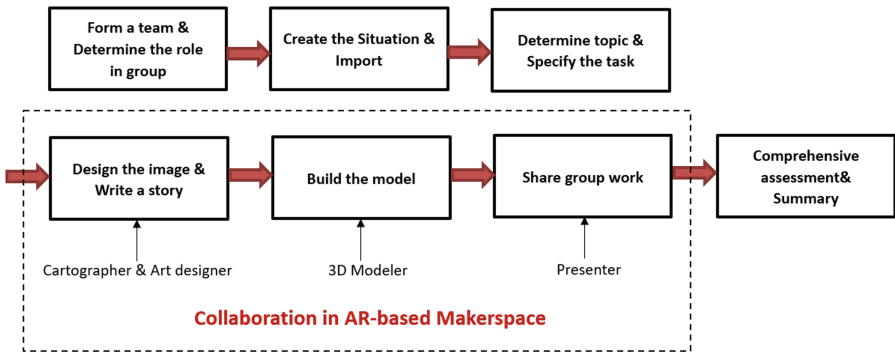 Form a team &
Determine the role
in group
Create the Situation &
Import
Determine topic &
Specify the task
Design the image &
Write a story
Build the model
Share group work
Comprehensive
assessment&
Summary
Cartographer & Art designer
3D Modeler
Presenter
Collaboration in AR-based Makerspace